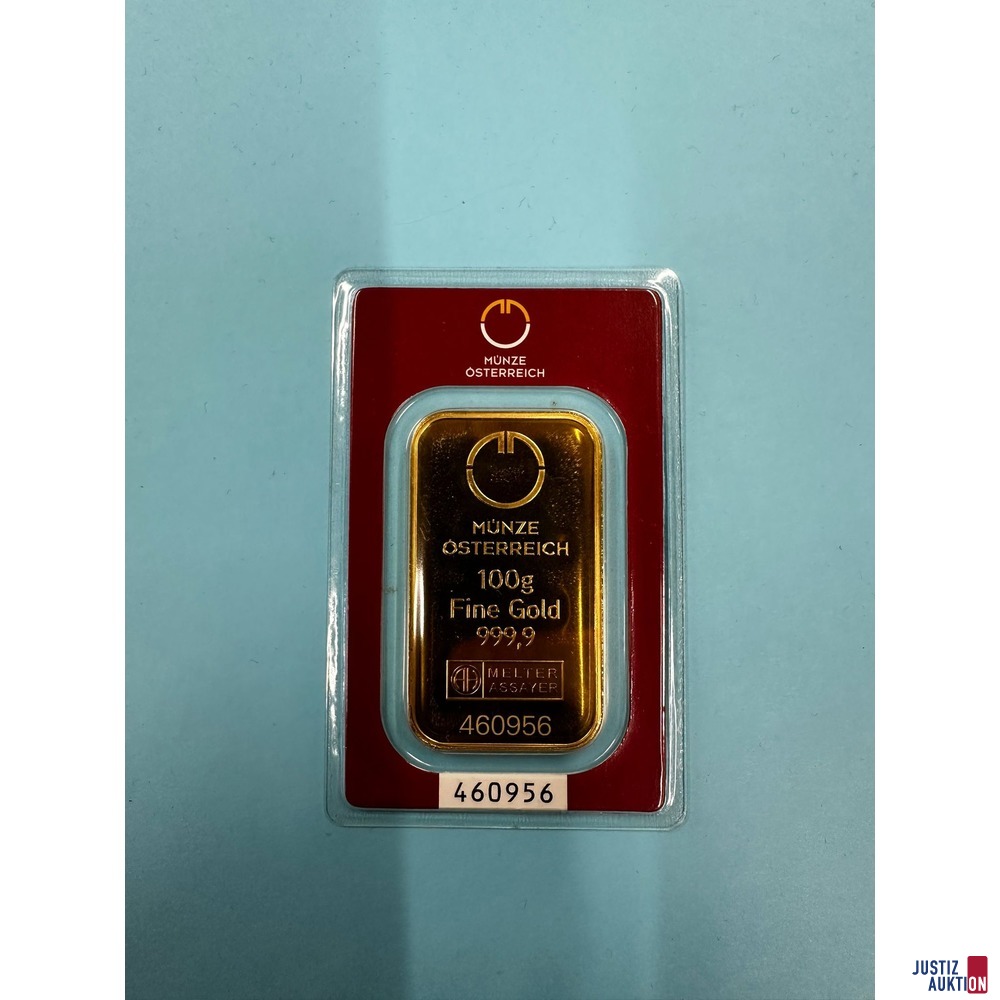 MÜNZE
ÖSTERREICH
MÜNZE
ÖSTERREICH
100g
Fine Gold
999,9
MELTER
ASSAYER
460956
460956
JUSTIZ
AUKTION